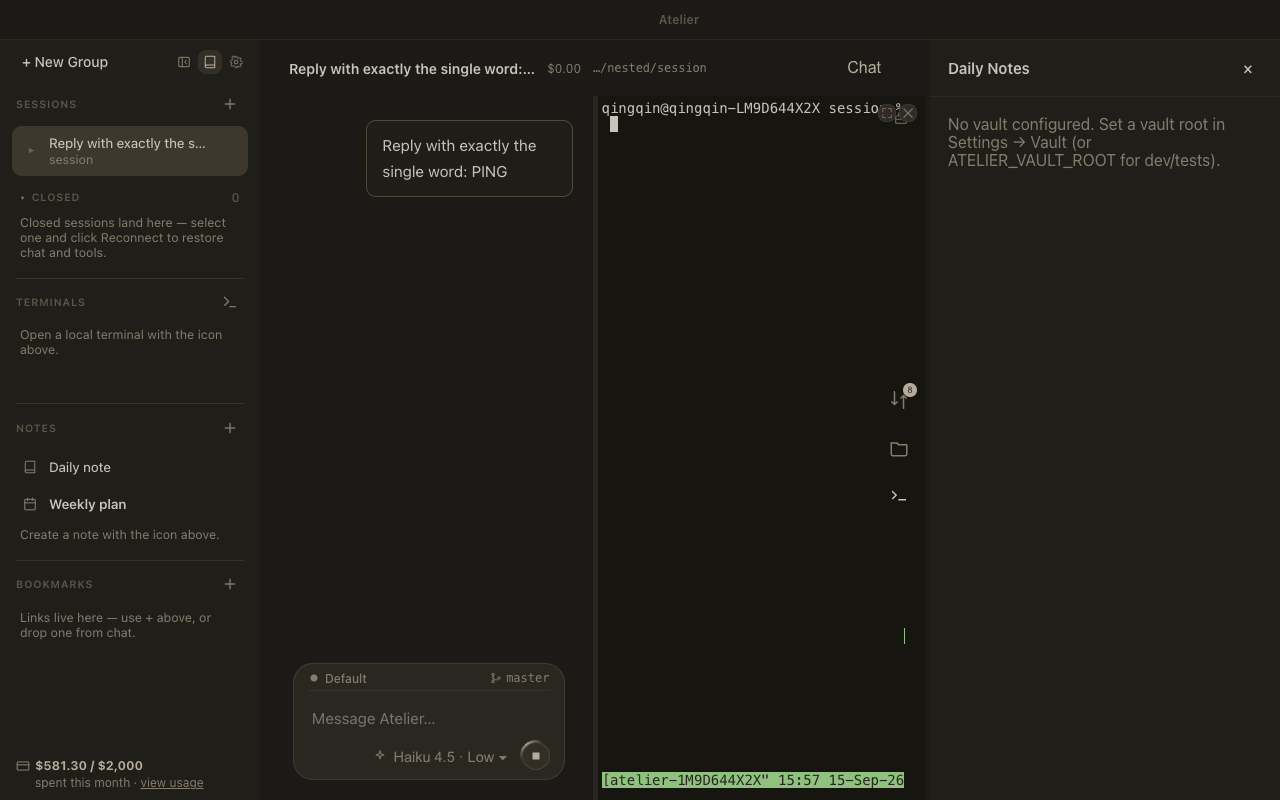 Atelier
+ New Group
SESSIONS
Reply with exactly the s...
session
CLOSED 0
Closed sessions land here — select
one and click Reconnect to restore
chat and tools.
TERMINALS
Open a local terminal with the icon
above.
NOTES
Daily note
Weekly plan
Create a note with the icon above.
BOOKMARKS
Links live here — use + above, or
drop one from chat.
$581.30 / $2,000
spent this month · view usage
Reply with exactly the single word:... $0.00 …/nested/session Chat
Reply with exactly the
single word: PING
Default master
Message Atelier...
Haiku 4.5 · Low
qingqin@qingqin-LM9D644X2X session %
8
[atelier-1M9D644X2X" 15:57 15-Sep-26
Daily Notes
No vault configured. Set a vault root in
Settings → Vault (or
ATELIER_VAULT_ROOT for dev/tests).